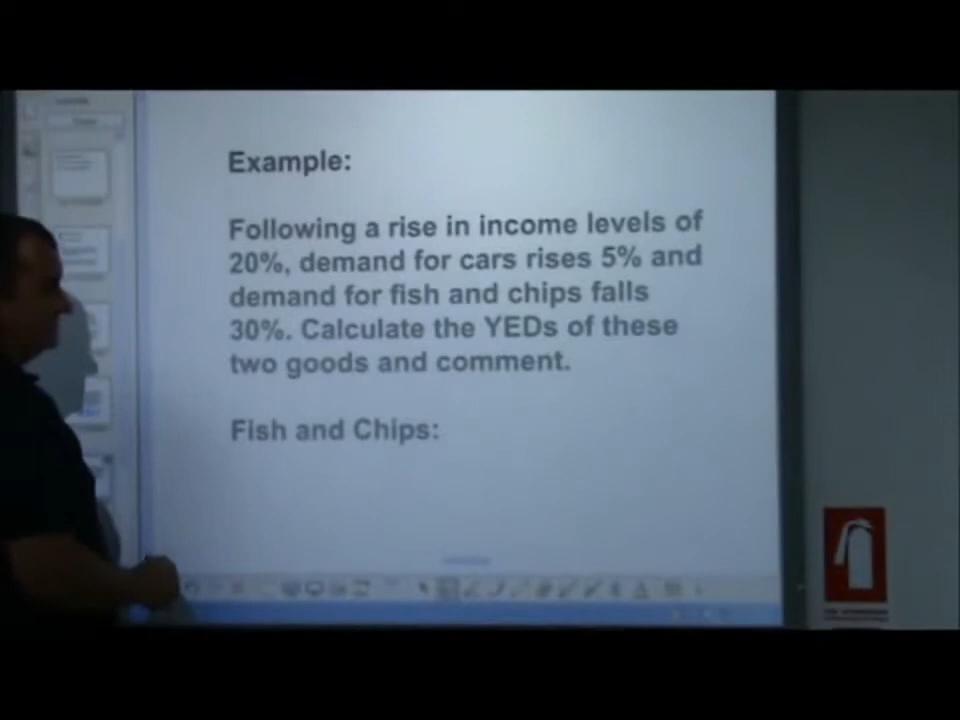 Example:
Following a rise in income levels of
20%, demand for cars rises 5% and
demand for fish and chips falls
30%. Calculate the YEDs of these
two goods and comment.
Fish and Chips: